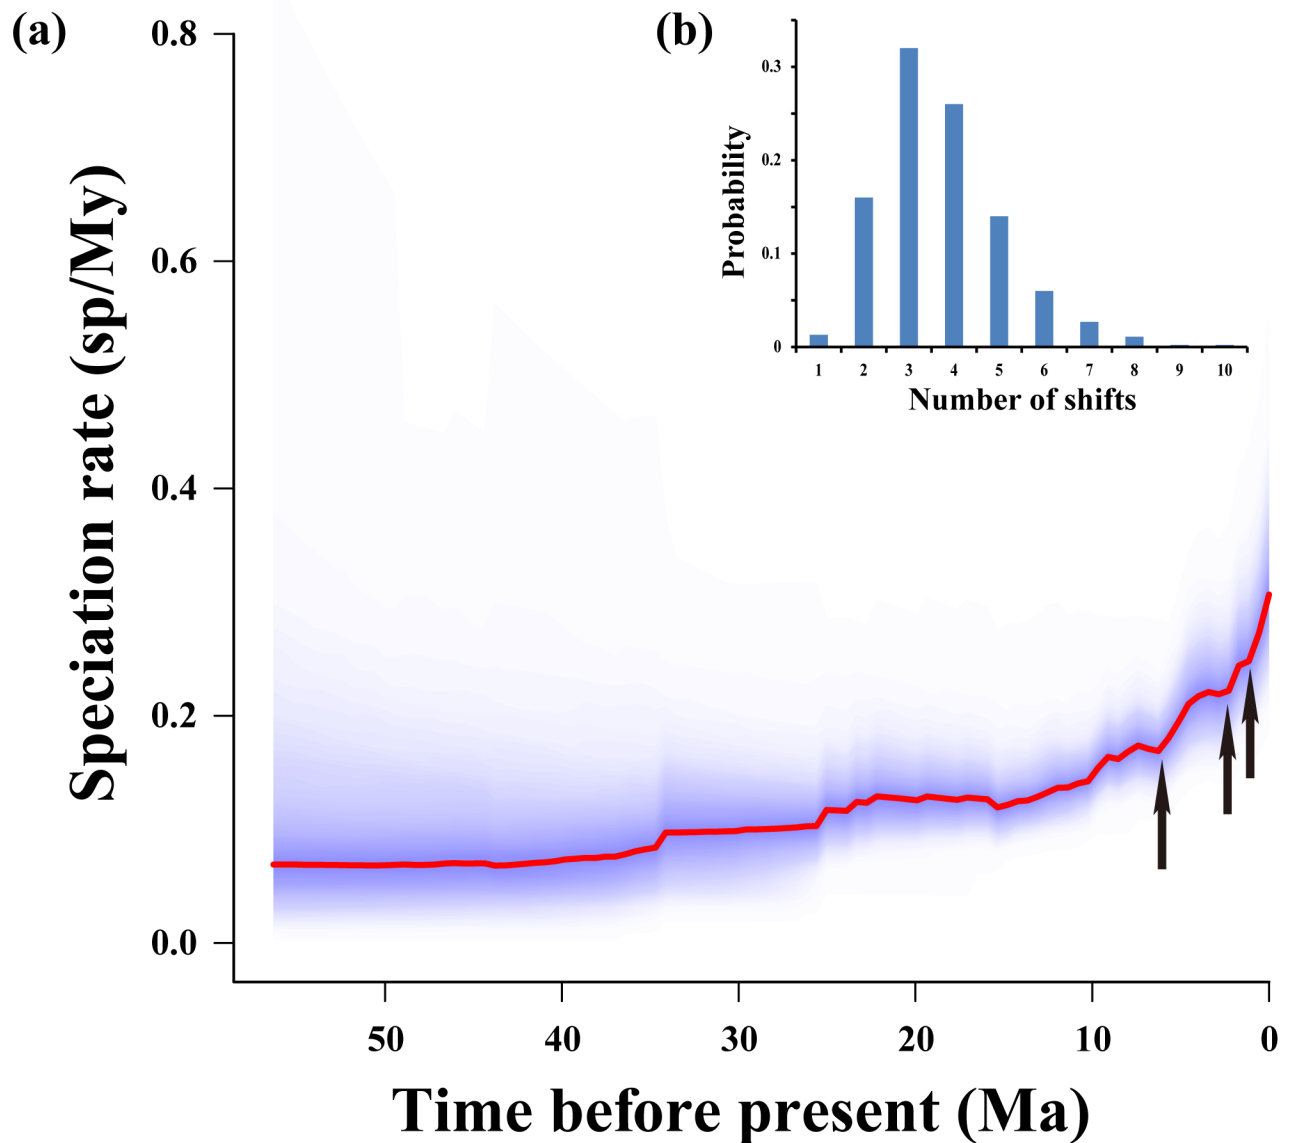 (a)
0.8
0.6
0.4
0.2
0.0
Speciation rate (sp/My)
50 40 30 20 10 0
Time before present (Ma)
(b)
0.3
0.2
0.1
0
Probability
1 2 3 4 5 6 7 8 9 10
Number of shifts